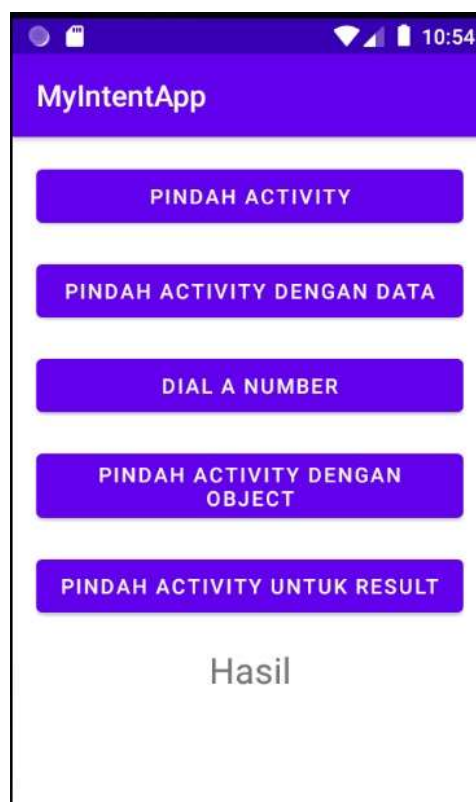 10:54
MyIntentApp
PINDAH ACTIVITY
PINDAH ACTIVITY DENGAN DATA
DIAL A NUMBER
PINDAH ACTIVITY DENGAN
OBJECT
PINDAH ACTIVITY UNTUK RESULT
Hasil